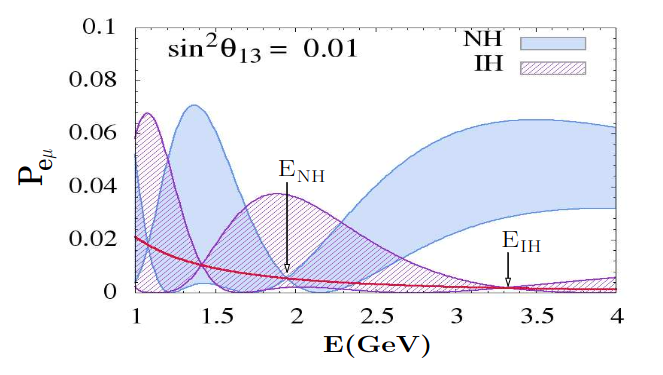 0.1
sin²θ₁₃ = 0.01
NH
IH
0.08
0.06
0.04
0.02
0
P_eμ
E_NH
E_IH
1
1.5
2
2.5
3
3.5
4
E(GeV)